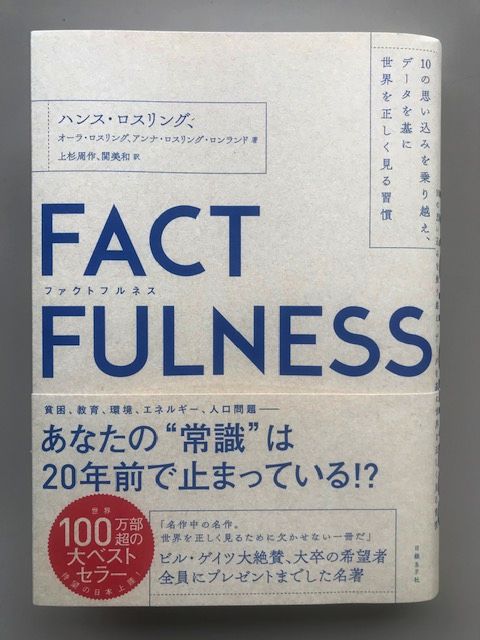 10の思い込みを乗り越え、
データを基に
世界を正しく見る習慣
ハンス・ロスリング、
オーラ・ロスリング、アンナ・ロスリング・ロンランド 著
上杉周作、関美和 訳
FACT
ファクトフルネス
FULNESS
貧困、教育、環境、エネルギー、人口問題──
あなたの“常識”は
20年前で止まっている!?
世界
100万部
超の
大ベスト
セラー
待望の日本上陸
「名作中の名作。
世界を正しく見るために欠かせない一冊だ」
ビル・ゲイツ大絶賛、大卒の希望者
全員にプレゼントまでした名著
日経BP社